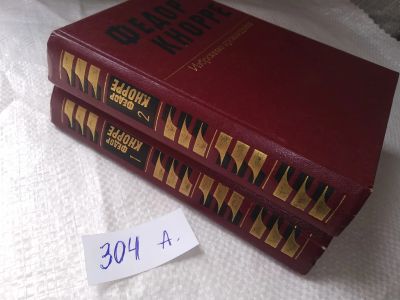 ФЕДОР
КНОРРЕ
Избранные произведения
ФЕДОР
КНОРРЕ
2
ФЕДОР
КНОРРЕ
1
304 А.